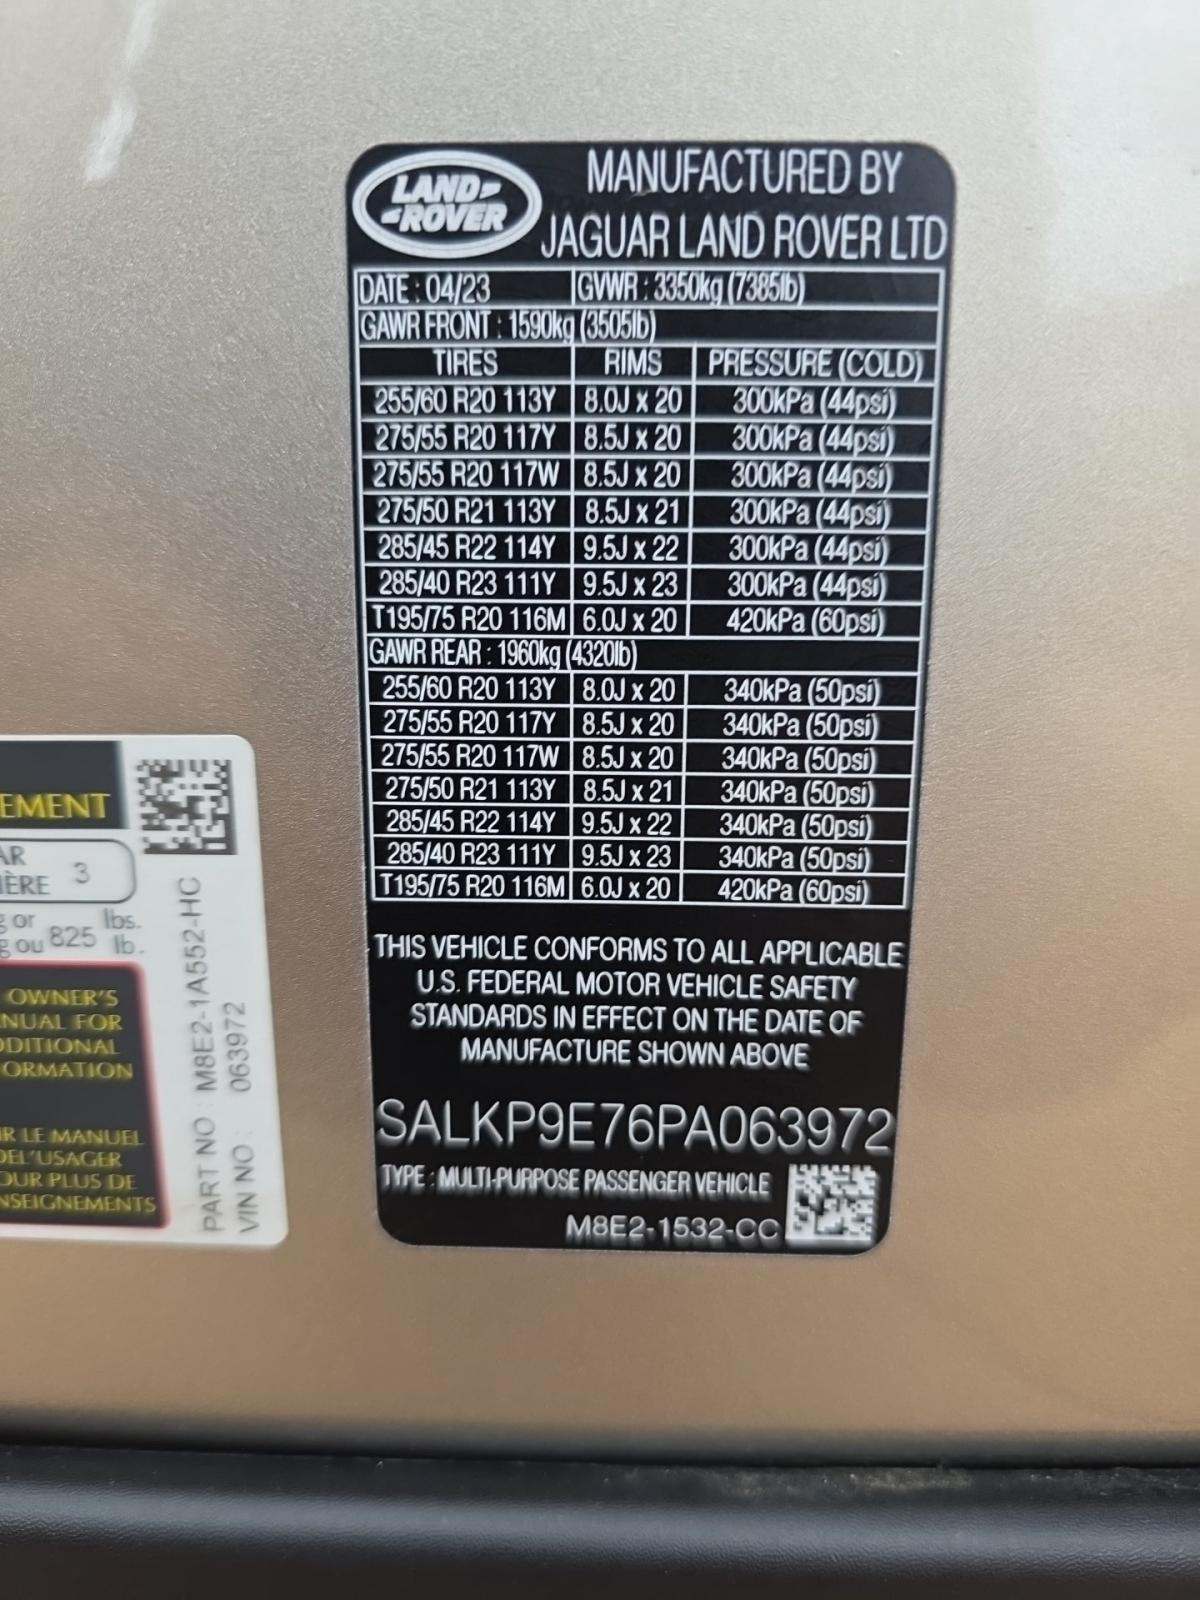 LAND
ROVER
MANUFACTURED BY
JAGUAR LAND ROVER LTD
DATE : 04/23 GVWR : 3350kg (7385lb)
GAWR FRONT : 1590kg (3505lb)
TIRES RIMS PRESSURE (COLD)
255/60 R20 113Y 8.0J x 20 300kPa (44psi)
275/55 R20 117Y 8.5J x 20 300kPa (44psi)
275/55 R20 117W 8.5J x 20 300kPa (44psi)
275/50 R21 113Y 8.5J x 21 300kPa (44psi)
285/45 R22 114Y 9.5J x 22 300kPa (44psi)
285/40 R23 111Y 9.5J x 23 300kPa (44psi)
T195/75 R20 116M 6.0J x 20 420kPa (60psi)
GAWR REAR : 1960kg (4320lb)
255/60 R20 113Y 8.0J x 20 340kPa (50psi)
275/55 R20 117Y 8.5J x 20 340kPa (50psi)
275/55 R20 117W 8.5J x 20 340kPa (50psi)
275/50 R21 113Y 8.5J x 21 340kPa (50psi)
285/45 R22 114Y 9.5J x 22 340kPa (50psi)
285/40 R23 111Y 9.5J x 23 340kPa (50psi)
T195/75 R20 116M 6.0J x 20 420kPa (60psi)
THIS VEHICLE CONFORMS TO ALL APPLICABLE
U.S. FEDERAL MOTOR VEHICLE SAFETY
STANDARDS IN EFFECT ON THE DATE OF
MANUFACTURE SHOWN ABOVE
SALKP9E76PA063972
TYPE : MULTI-PURPOSE PASSENGER VEHICLE
M8E2-1532-CC
EMENT
AR
IÈRE 3
g or lbs.
g ou 825 lb.
OWNER'S
NUAL FOR
DDITIONAL
ORMATION
IR LE MANUEL
DEL'USAGER
OUR PLUS DE
NSEIGNEMENTS
PART NO : M8E2-1A552-HC
VIN NO : 063972